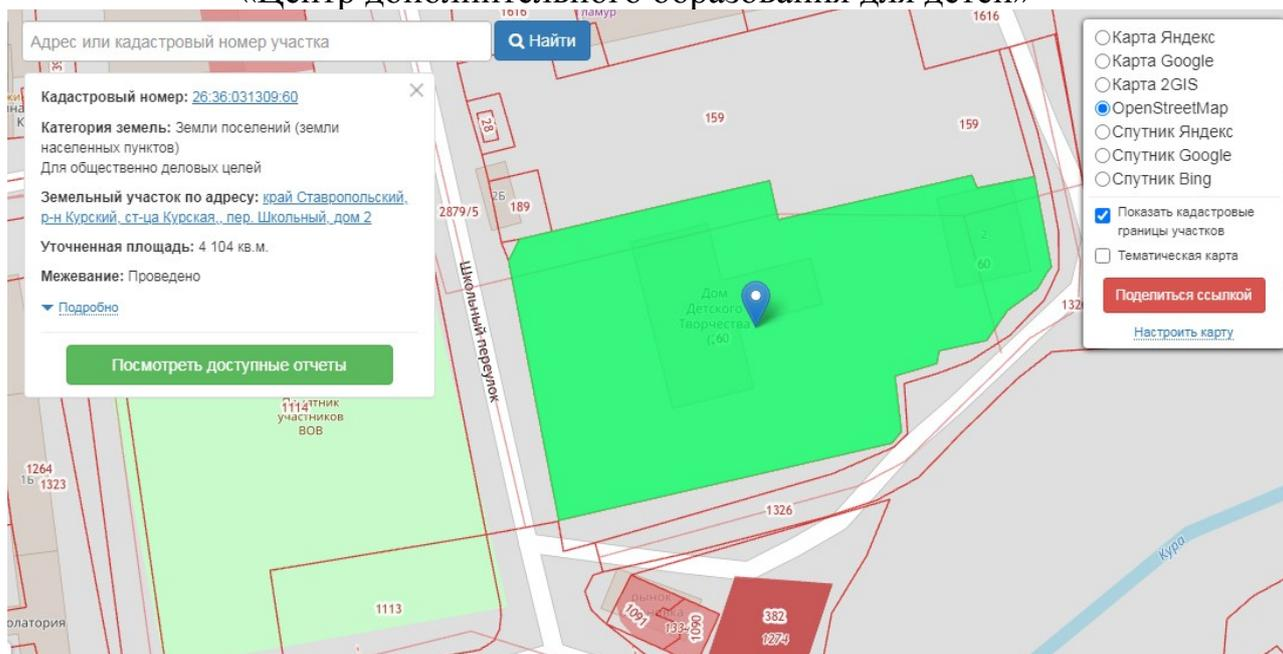 «Центр дополнительного образования для детей»
Адрес или кадастровый номер участка
Найти
Кадастровый номер: 26:36:031309:60
Категория земель: Земли поселений (земли
населенных пунктов)
Для общественно деловых целей
Земельный участок по адресу: край Ставропольский,
р-н Курский, ст-ца Курская,, пер. Школьный, дом 2
Уточненная площадь: 4 104 кв.м.
Межевание: Проведено
Подробно
Посмотреть доступные отчеты
Карта Яндекс
Карта Google
Карта 2GIS
OpenStreetMap
Спутник Яндекс
Спутник Google
Спутник Bing
Показать кадастровые
границы участков
Тематическая карта
Поделиться ссылкой
Настроить карту
1616
1616
159
159
28
2Б
189
2879/5
Школьный переулок
Дом
Детского
Творчества
60
2
60
1114
участников
ВОВ
1264
1Б
1323
1326
1113
Кура
рынок
1091
1334
1090
382
1274